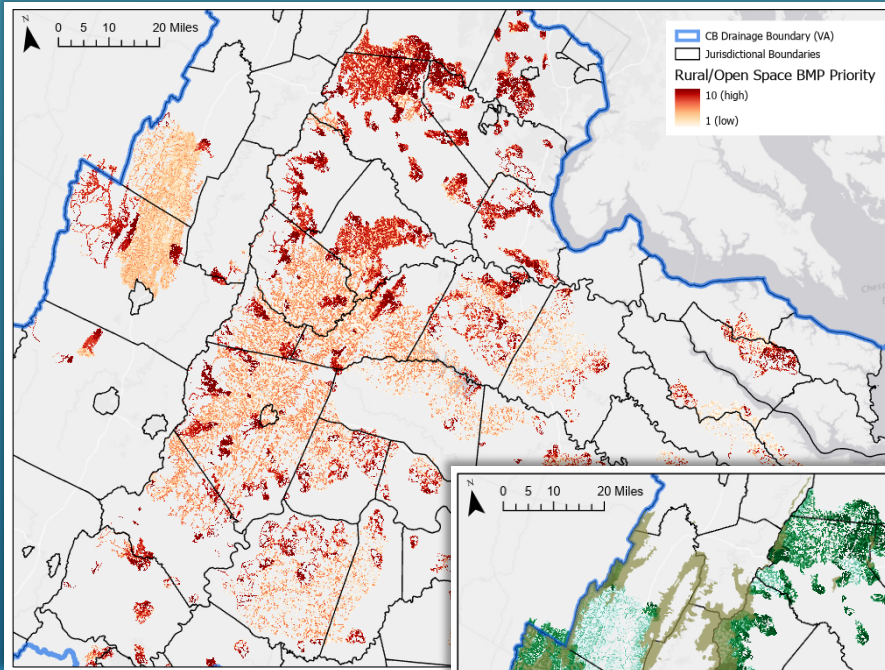 N
0 5 10 20 Miles
CB Drainage Boundary (VA)
Jurisdictional Boundaries
Rural/Open Space BMP Priority
10 (high)
1 (low)
N
0 5 10 20 Miles